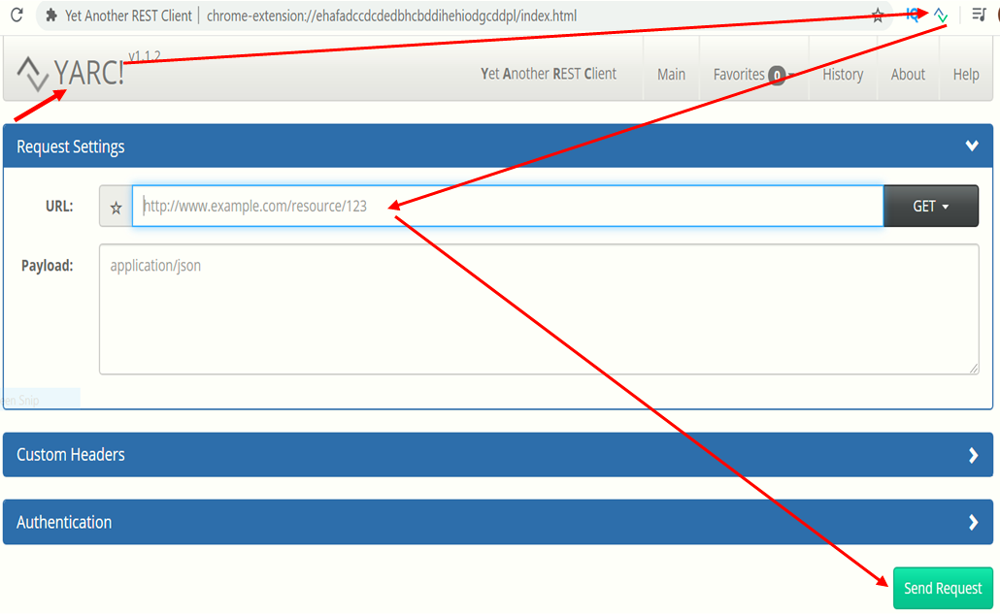 Yet Another REST Client | chrome-extension://ehafadccdcdedbhcbddihehiodgcddpl/index.html
IQ
YARC! v1.1.2
Yet Another REST Client Main Favorites 0 History About Help
Request Settings
URL: http://www.example.com/resource/123 GET
Payload: application/json
Snip
Custom Headers
Authentication
Send Request